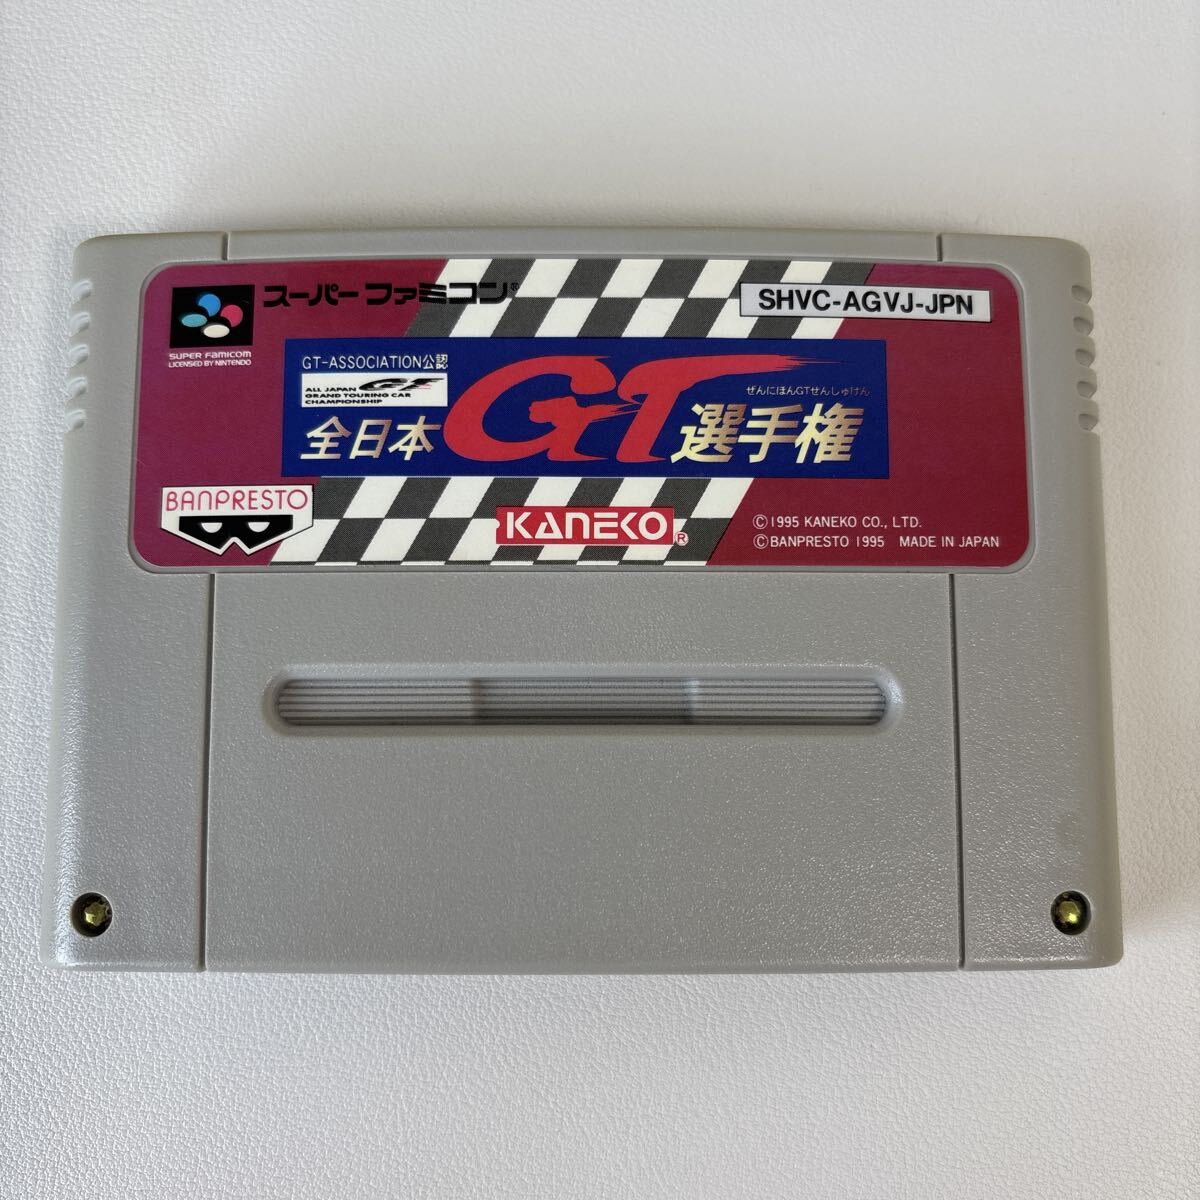 スーパーファミコン®
SHVC-AGVJ-JPN
SUPER FAMICOM
LICENSED BY NINTENDO
GT-ASSOCIATION公認
ALL JAPAN GT
GRAND TOURING CAR
CHAMPIONSHIP
ぜんにほんGTせんしゅけん
全日本GT選手権
BANPRESTO
KANEKO®
©1995 KANEKO CO., LTD.
©BANPRESTO 1995 MADE IN JAPAN